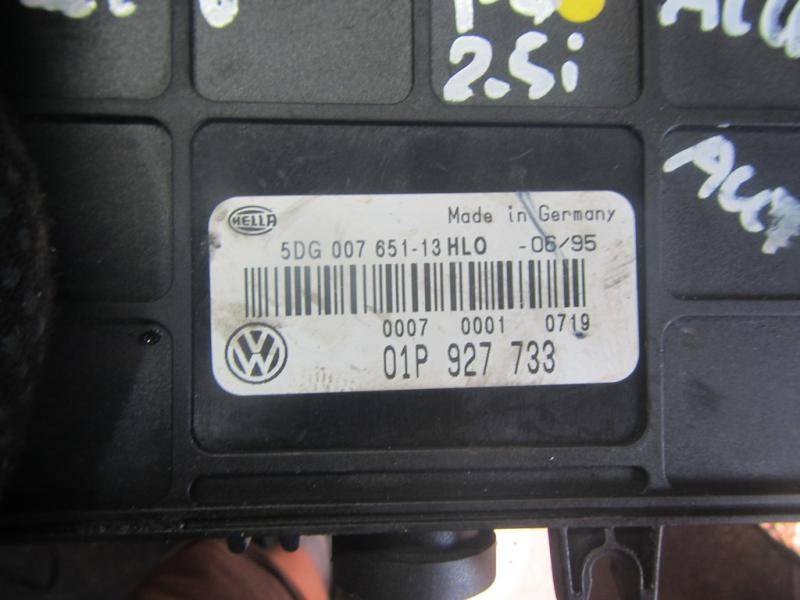 2.5i
HELLA
Made in Germany
5DG 007 651-13 HLO -06/95
0007 0001 0719
VW
01P 927 733